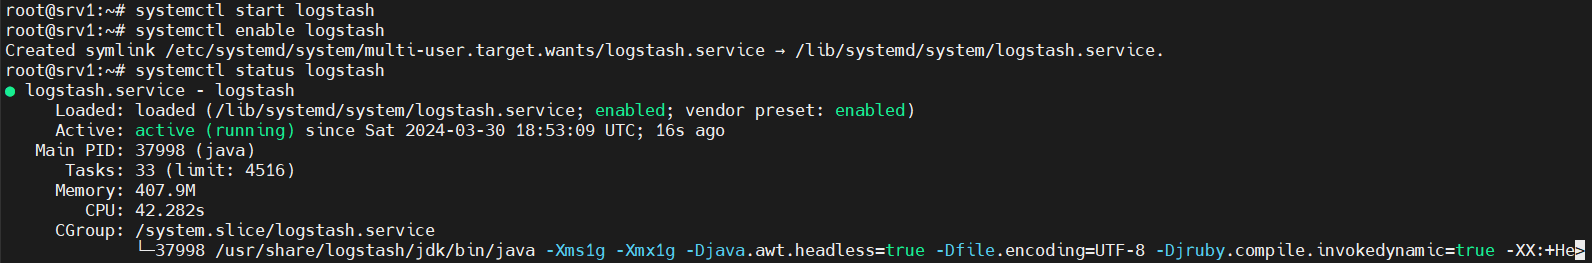 root@srv1:~# systemctl start logstash
root@srv1:~# systemctl enable logstash
Created symlink /etc/systemd/system/multi-user.target.wants/logstash.service → /lib/systemd/system/logstash.service.
root@srv1:~# systemctl status logstash
● logstash.service - logstash
     Loaded: loaded (/lib/systemd/system/logstash.service; enabled; vendor preset: enabled)
     Active: active (running) since Sat 2024-03-30 18:53:09 UTC; 16s ago
   Main PID: 37998 (java)
      Tasks: 33 (limit: 4516)
     Memory: 407.9M
        CPU: 42.282s
     CGroup: /system.slice/logstash.service
             └─37998 /usr/share/logstash/jdk/bin/java -Xms1g -Xmx1g -Djava.awt.headless=true -Dfile.encoding=UTF-8 -Djruby.compile.invokedynamic=true -XX:+He>